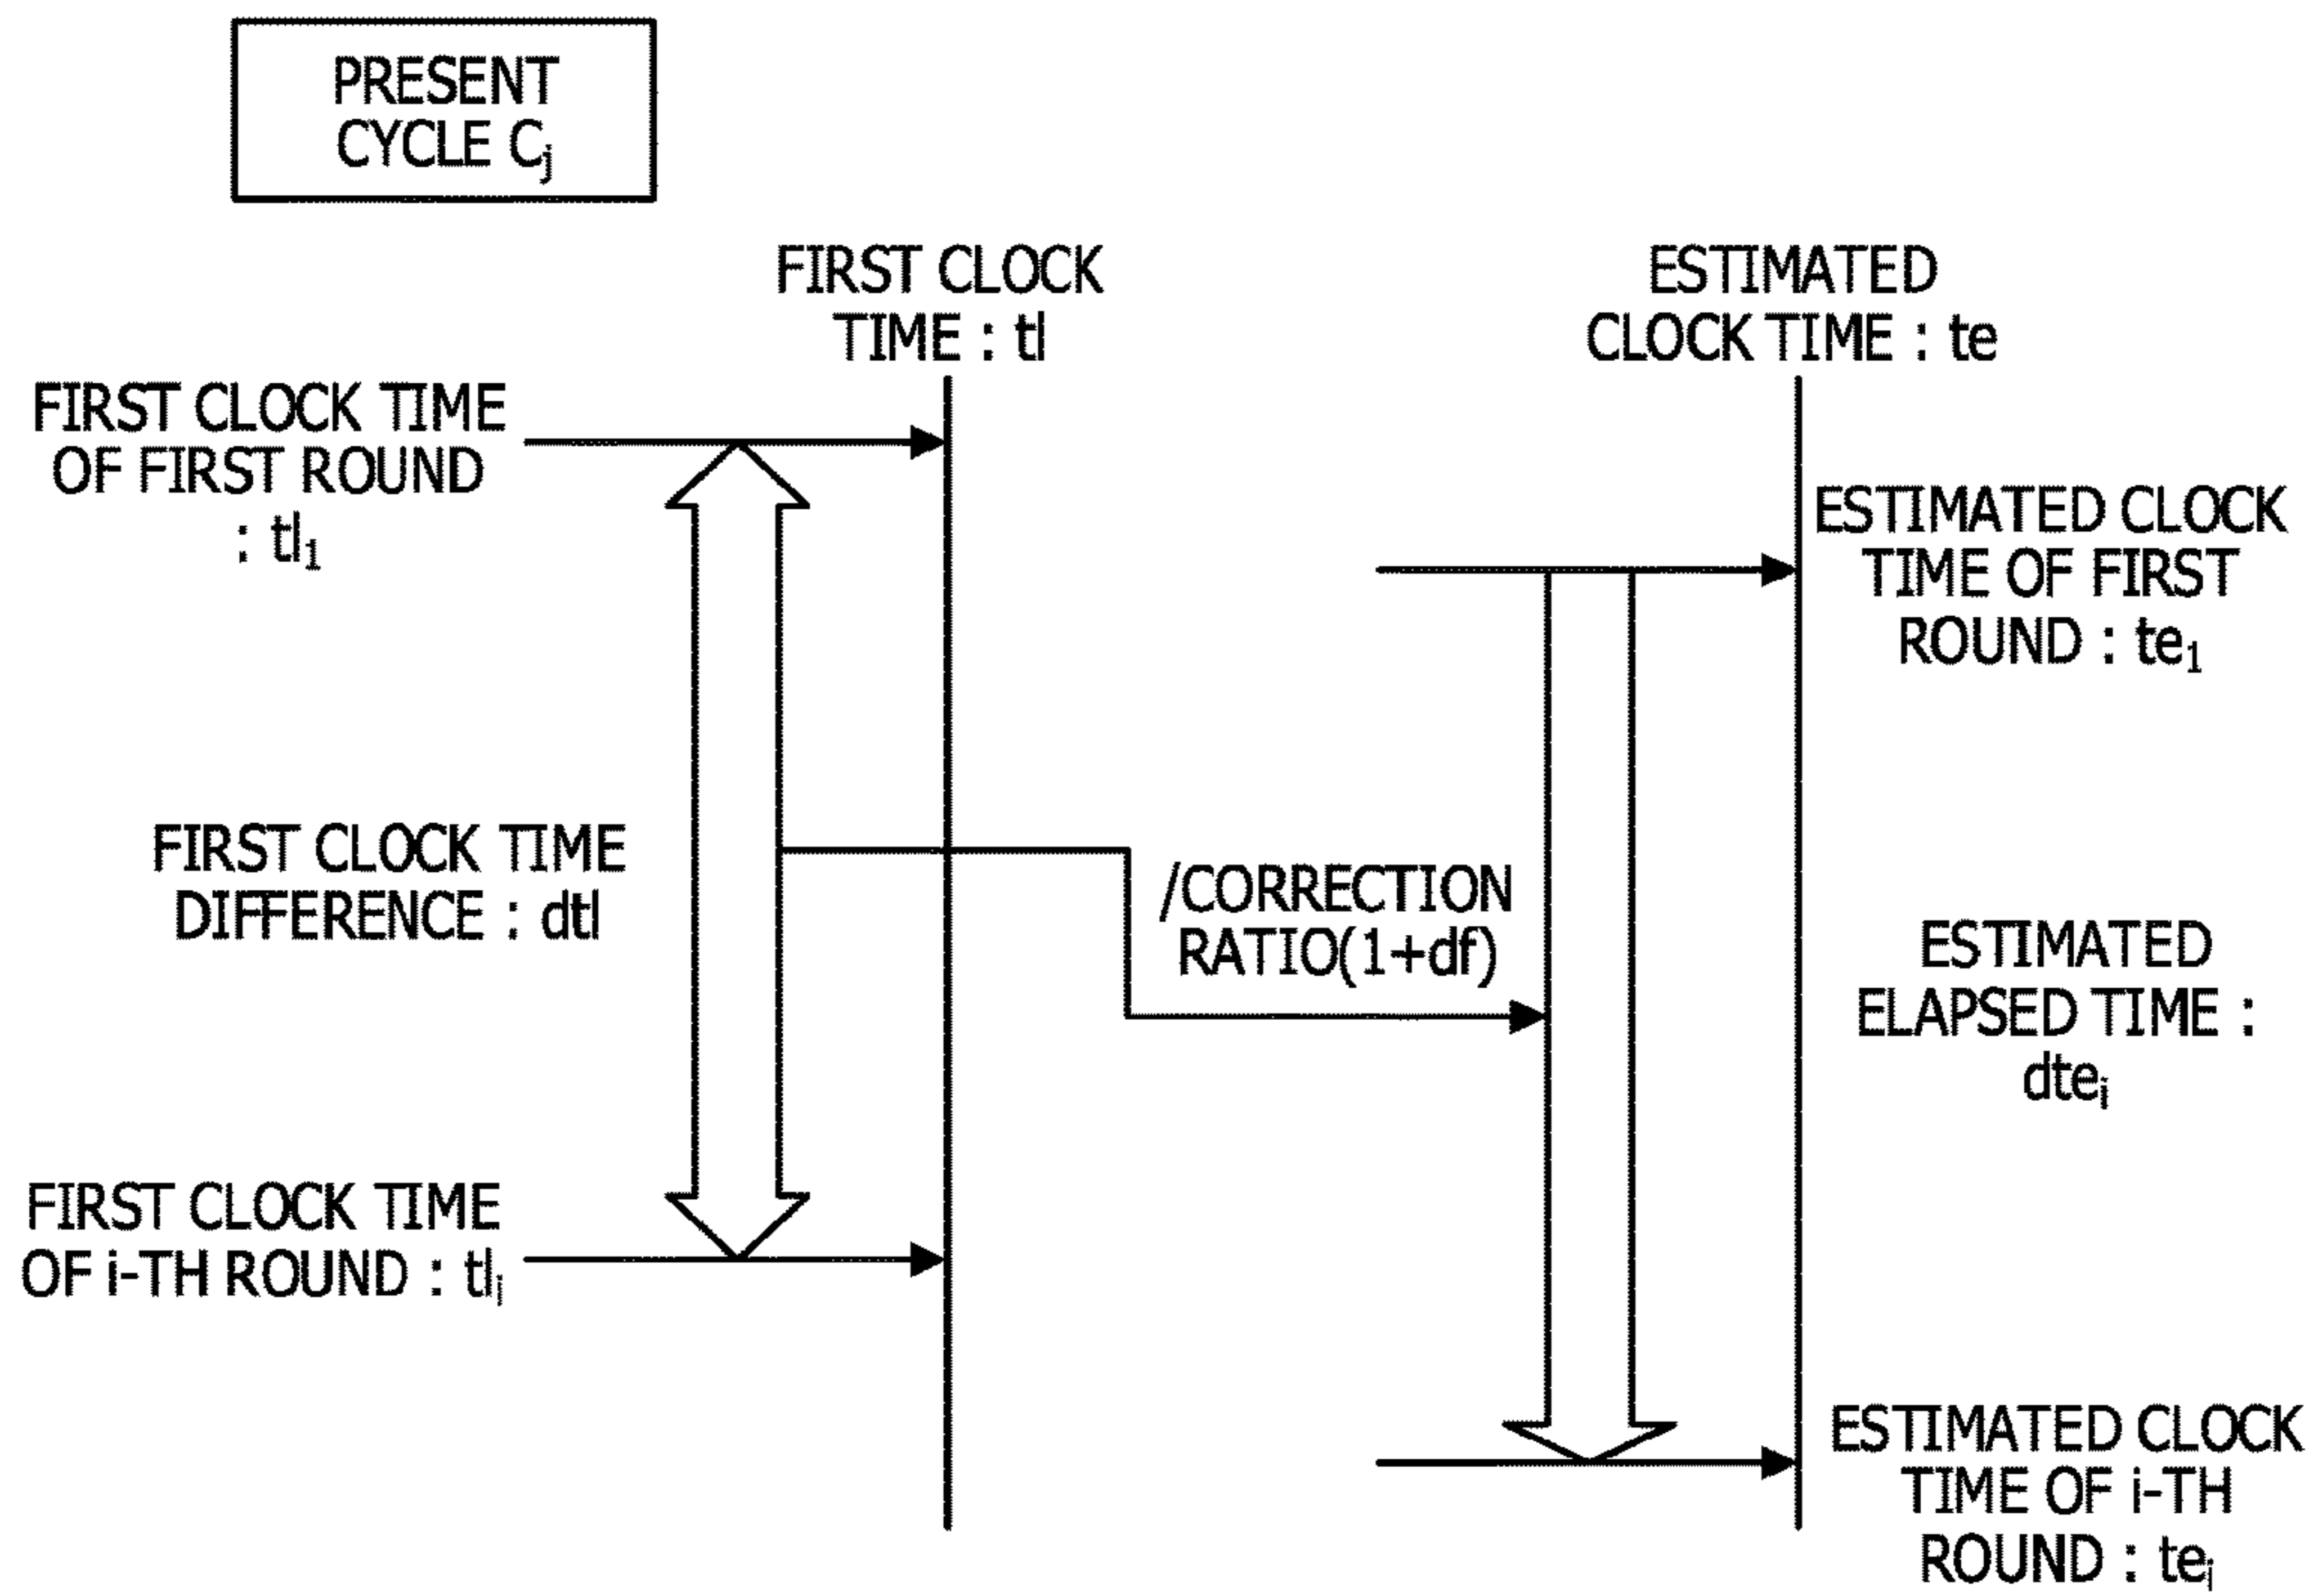 PRESENT
CYCLE Cj
FIRST CLOCK
TIME : tl
ESTIMATED
CLOCK TIME : te
FIRST CLOCK TIME
OF FIRST ROUND
: tl1
ESTIMATED CLOCK
TIME OF FIRST
ROUND : te1
FIRST CLOCK TIME
DIFFERENCE : dtl
/CORRECTION
RATIO(1+df)
ESTIMATED
ELAPSED TIME :
dtei
FIRST CLOCK TIME
OF i-TH ROUND : tli
ESTIMATED CLOCK
TIME OF i-TH
ROUND : tei